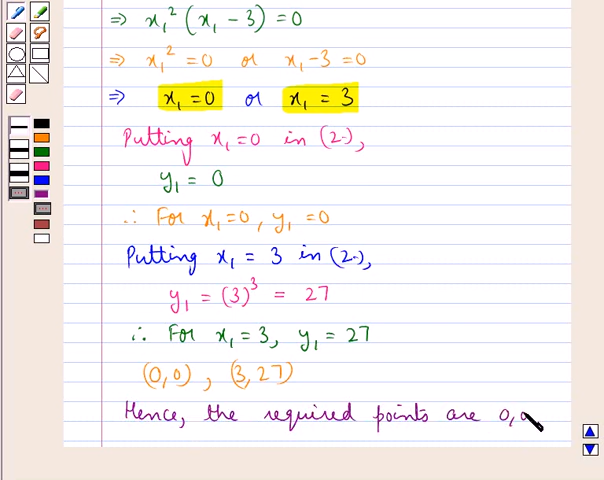 ⇒ x₁² (x₁ - 3) = 0
⇒ x₁² = 0 or x₁-3 = 0
⇒ x₁ = 0 or x₁ = 3
Putting x₁=0 in (2.),
y₁ = 0
∴ For x₁=0, y₁ = 0
Putting x₁ = 3 in (2.),
y₁ = (3)³ = 27
∴ For x₁ = 3, y₁ = 27
(0,0) , (3,27)
Hence, the required points are 0,